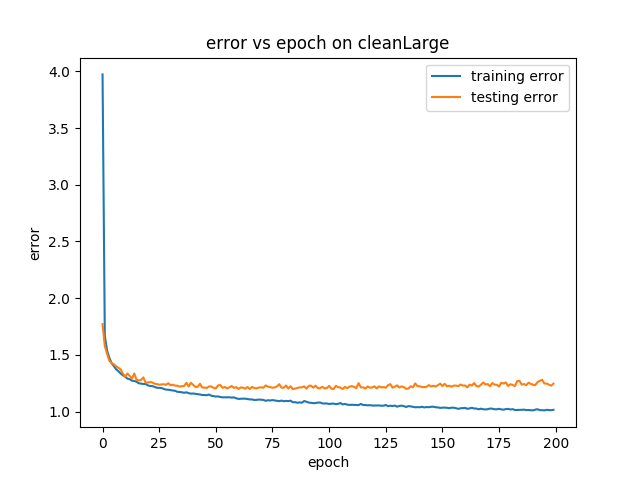 error vs epoch on cleanLarge
training error
testing error
4.0
3.5
3.0
2.5
2.0
1.5
1.0
error
0 25 50 75 100 125 150 175 200
epoch